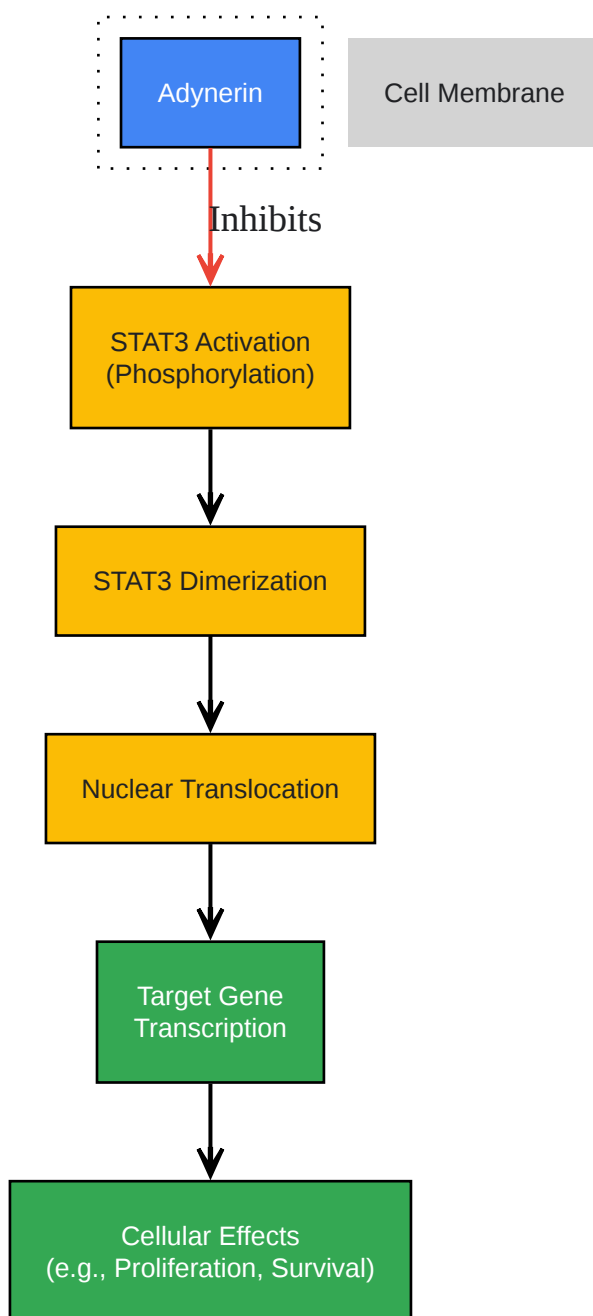 Adynerin
Cell Membrane
Inhibits
STAT3 Activation
(Phosphorylation)
STAT3 Dimerization
Nuclear Translocation
Target Gene
Transcription
Cellular Effects
(e.g., Proliferation, Survival)